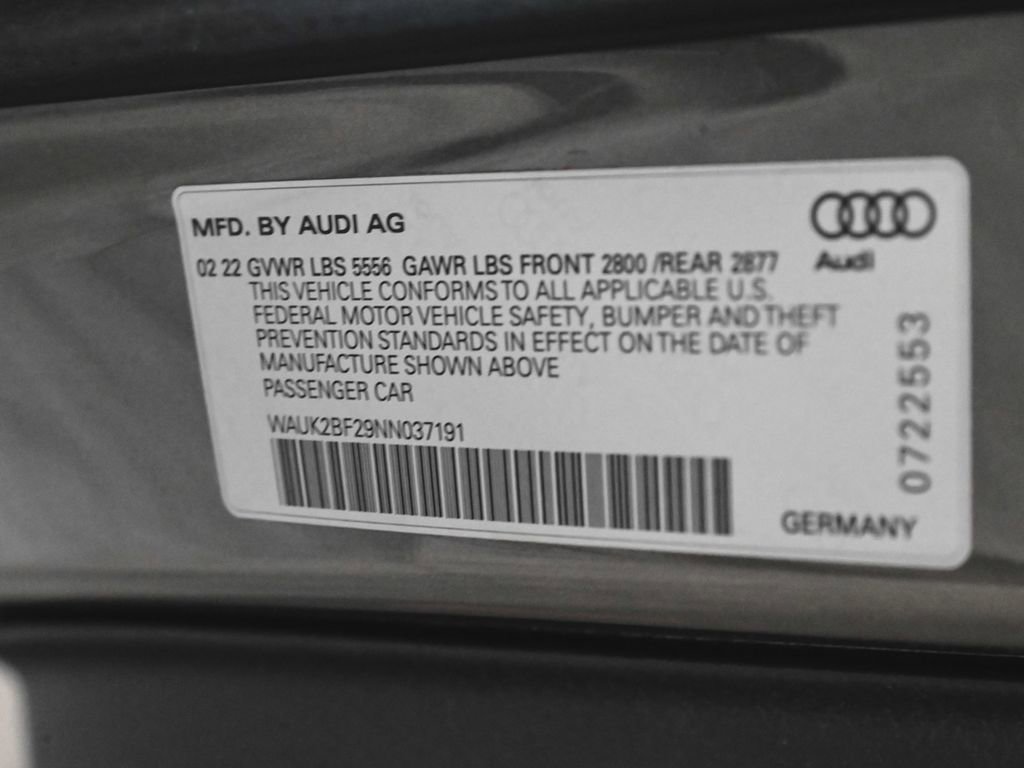 MFD. BY AUDI AG
Audi
02 22 GVWR LBS 5556 GAWR LBS FRONT 2800 /REAR 2877
THIS VEHICLE CONFORMS TO ALL APPLICABLE U.S.
FEDERAL MOTOR VEHICLE SAFETY, BUMPER AND THEFT
PREVENTION STANDARDS IN EFFECT ON THE DATE OF
MANUFACTURE SHOWN ABOVE
PASSENGER CAR
WAUK2BF29NN037191
07225553
GERMANY